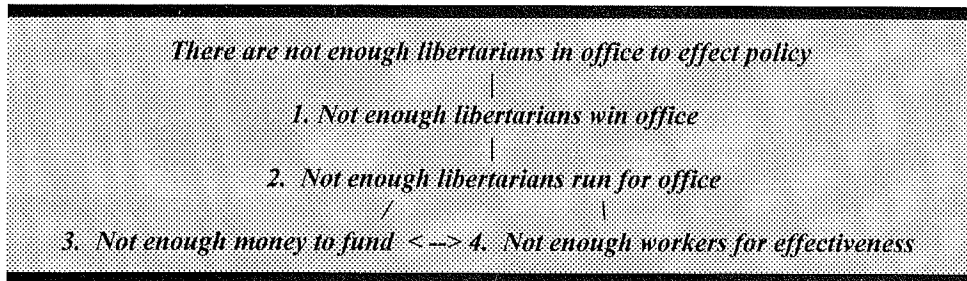 There are not enough libertarians in office to effect policy
|
1. Not enough libertarians win office
|
2. Not enough libertarians run for office
/ \
3. Not enough money to fund < --> 4. Not enough workers for effectiveness